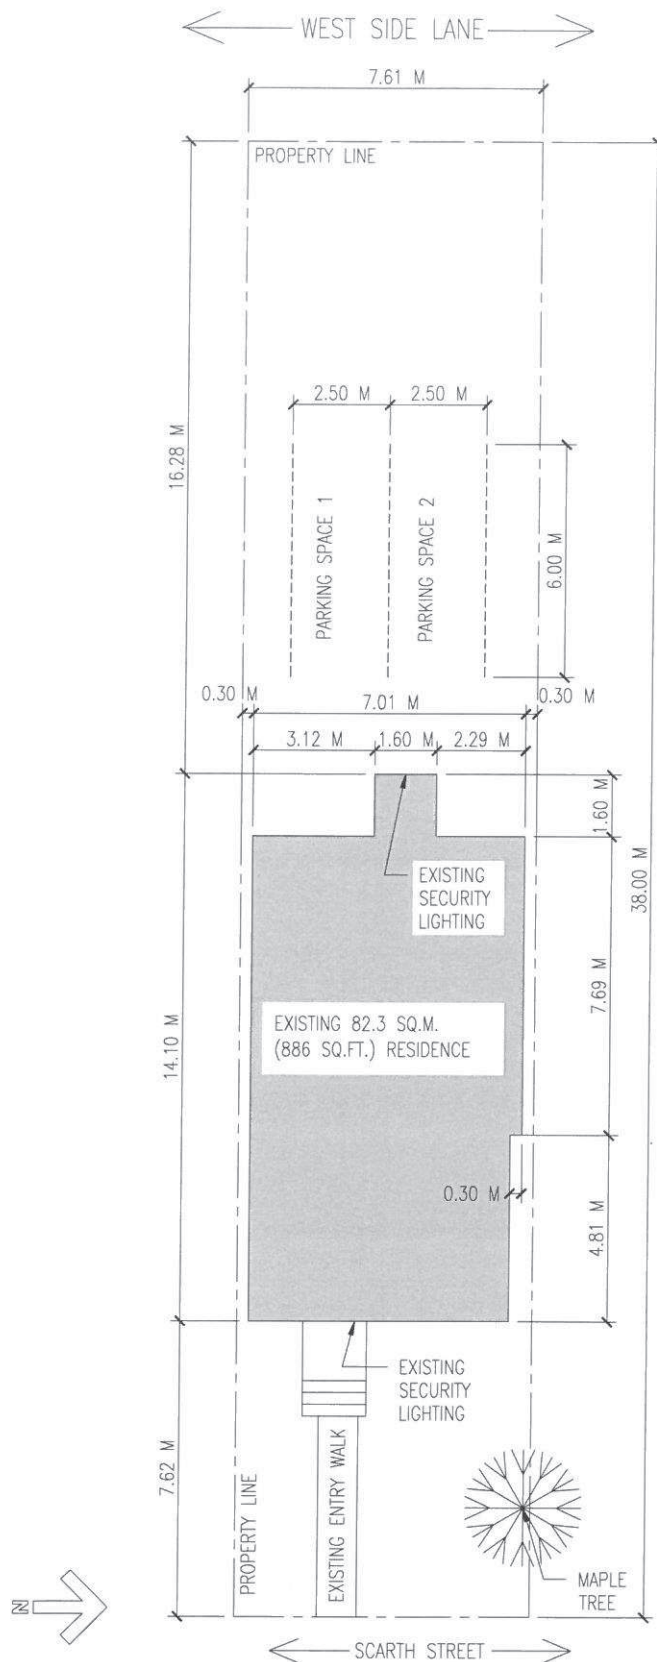 WEST SIDE LANE
7.61 M
PROPERTY LINE
2.50 M
2.50 M
16.28 M
PARKING SPACE 1
PARKING SPACE 2
6.00 M
0.30 M
7.01 M
0.30 M
3.12 M
1.60 M
2.29 M
1.60 M
38.00 M
EXISTING
SECURITY
LIGHTING
7.69 M
EXISTING 82.3 SQ.M.
(886 SQ.FT.) RESIDENCE
14.10 M
0.30 M
4.81 M
EXISTING
SECURITY
LIGHTING
7.62 M
PROPERTY LINE
EXISTING ENTRY WALK
MAPLE
TREE
N
SCARTH STREET